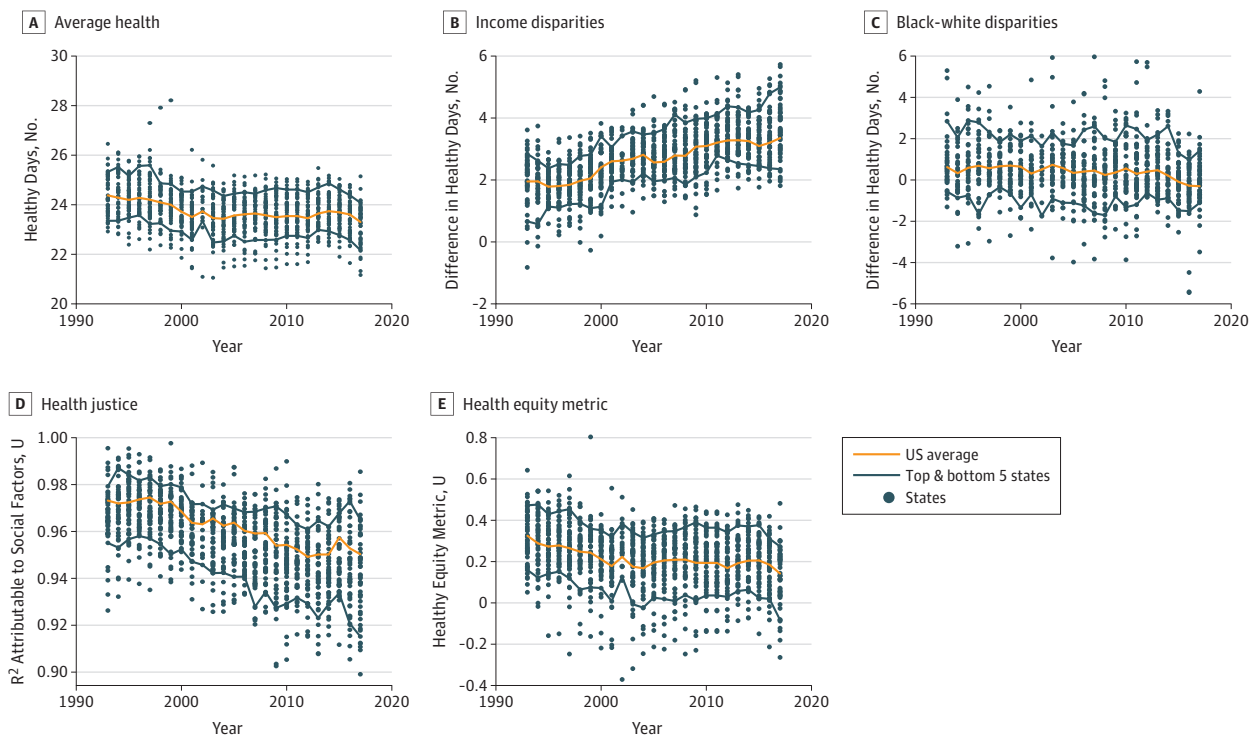 A Average health
Healthy Days, No.
30
28
26
24
22
20
1990 2000 2010 2020
Year
B Income disparities
Difference in Healthy Days, No.
6
4
2
0
–2
1990 2000 2010 2020
Year
C Black-white disparities
Difference in Healthy Days, No.
6
4
2
0
–2
–4
–6
1990 2000 2010 2020
Year
D Health justice
R² Attributable to Social Factors, U
1.00
0.98
0.96
0.94
0.92
0.90
1990 2000 2010 2020
Year
E Health equity metric
Healthy Equity Metric, U
0.8
0.6
0.4
0.2
0
–0.2
–0.4
1990 2000 2010 2020
Year
US average
Top & bottom 5 states
States